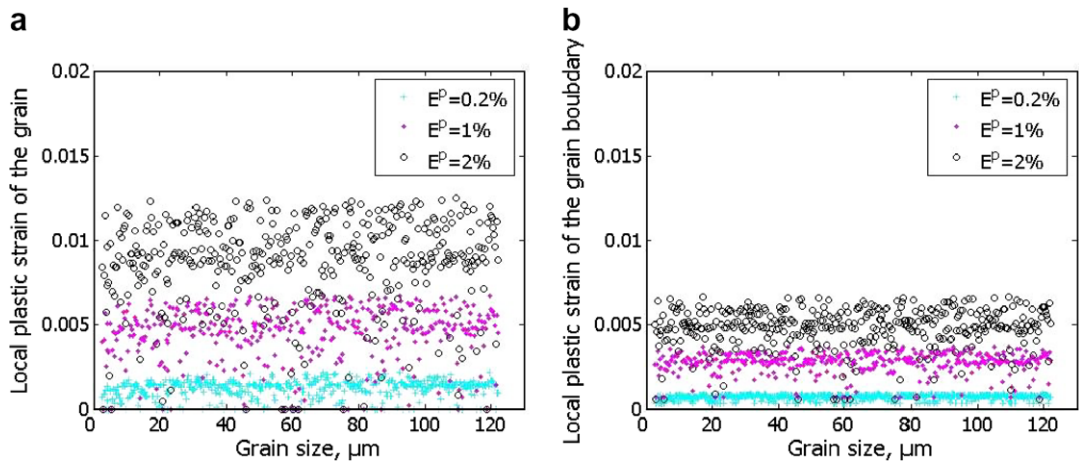 a
Local plastic strain of the grain
0.02
0.015
0.01
0.005
0
E^p=0.2%
E^p=1%
E^p=2%
0 20 40 60 80 100 120
Grain size, μm
b
Local plastic strain of the grain boubdary
0.02
0.015
0.01
0.005
0
E^p=0.2%
E^p=1%
E^p=2%
0 20 40 60 80 100 120
Grain size, μm